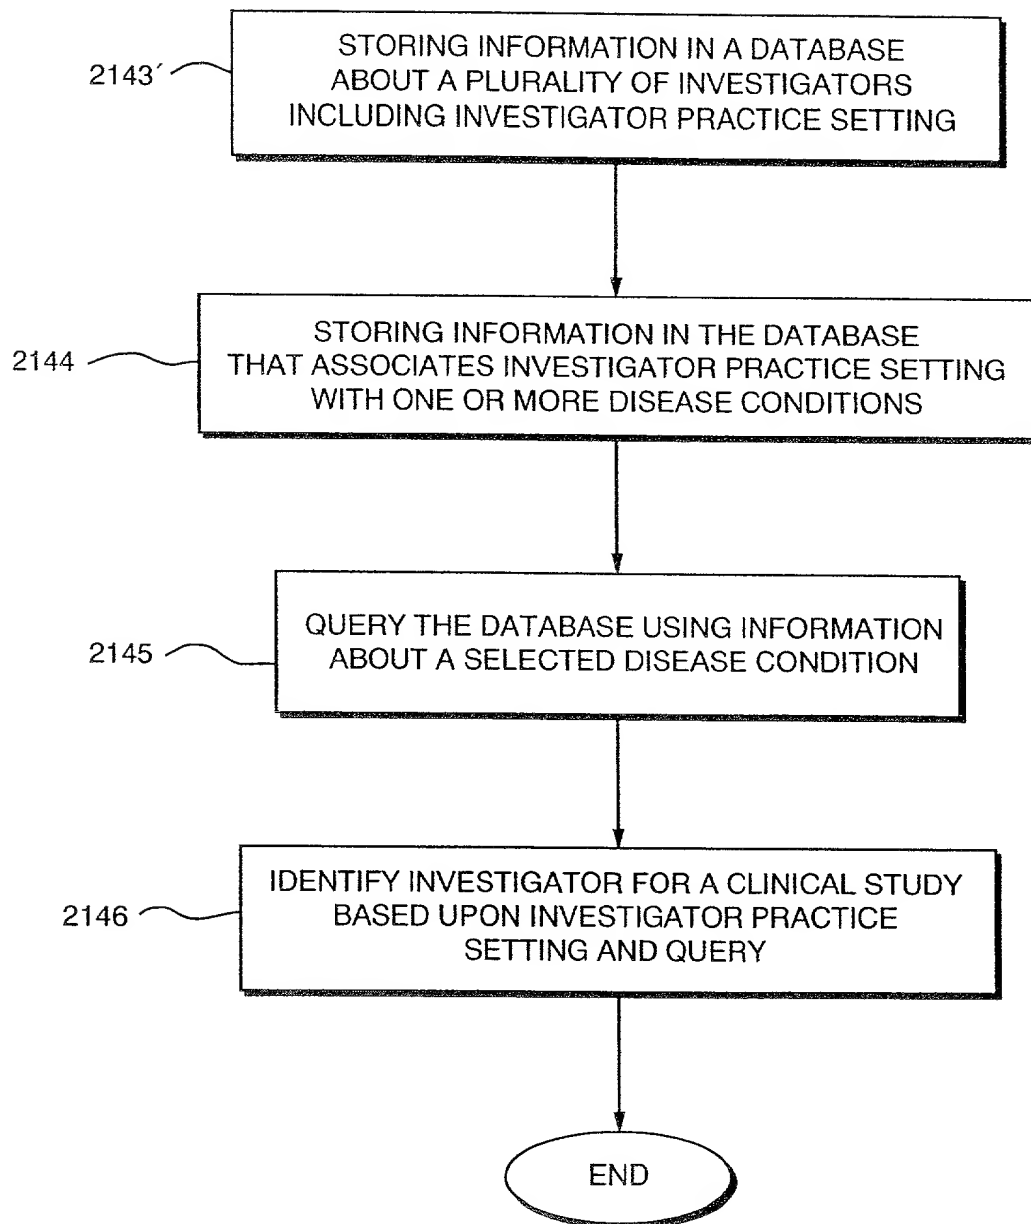 2143′
STORING INFORMATION IN A DATABASE
ABOUT A PLURALITY OF INVESTIGATORS
INCLUDING INVESTIGATOR PRACTICE SETTING
2144
STORING INFORMATION IN THE DATABASE
THAT ASSOCIATES INVESTIGATOR PRACTICE SETTING
WITH ONE OR MORE DISEASE CONDITIONS
2145
QUERY THE DATABASE USING INFORMATION
ABOUT A SELECTED DISEASE CONDITION
2146
IDENTIFY INVESTIGATOR FOR A CLINICAL STUDY
BASED UPON INVESTIGATOR PRACTICE
SETTING AND QUERY
END